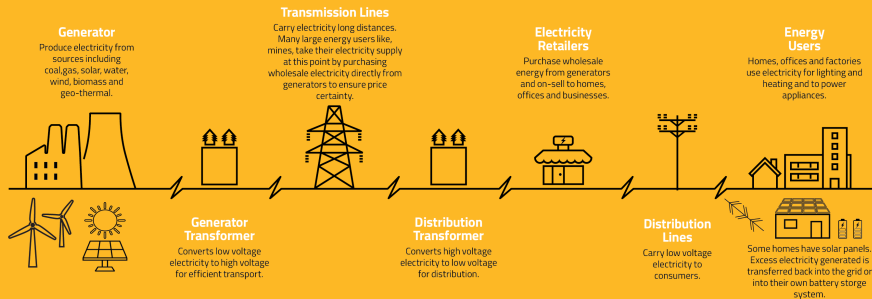 Generator
Produce electricity from
sources including
coal,gas, solar, water,
wind, biomass and
geo-thermal.
Transmission Lines
Carry electricity long distances.
Many large energy users like,
mines, take their electricity supply
at this point by purchasing
wholesale electricity directly from
generators to ensure price
certainty.
Electricity
Retailers
Purchase wholesale
energy from generators
and on-sell to homes,
offices and businesses.
Energy
Users
Homes, offices and factories
use electricity for lighting and
heating and to power
appliances.
Generator
Transformer
Converts low voltage
electricity to high voltage
for efficient transport.
Distribution
Transformer
Converts high voltage
electricity to low voltage
for distribution.
Distribution
Lines
Carry low voltage
electricity to
consumers.
Some homes have solar panels.
Excess electricity generated is
transferred back into the grid or
into their own battery storge
system.